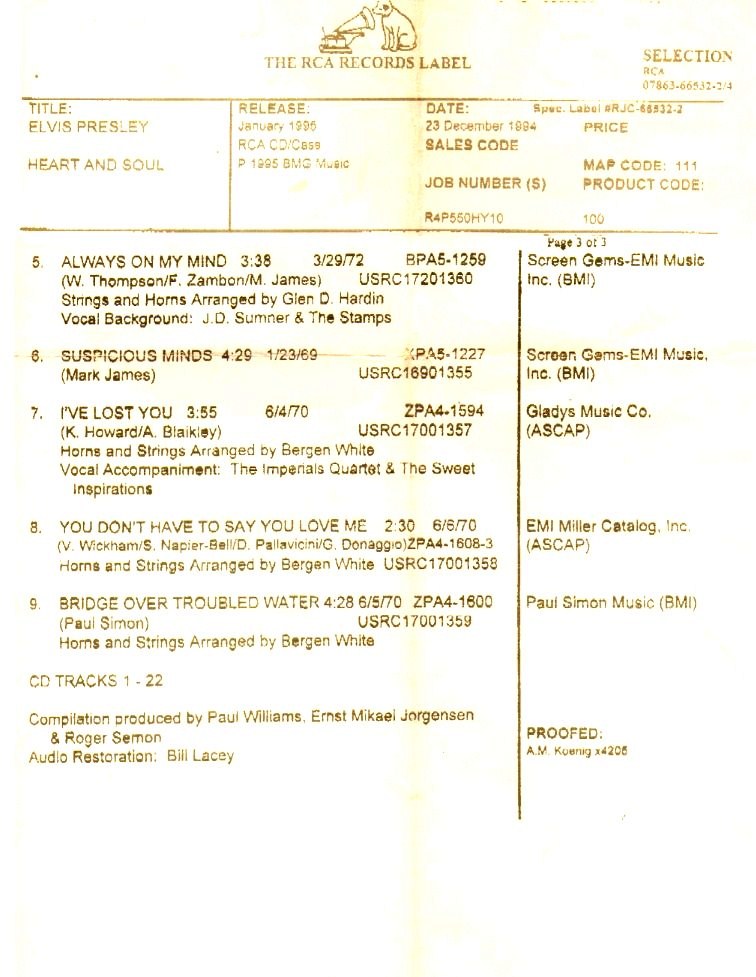 THE RCA RECORDS LABEL
SELECTION
RCA
07863-66532-2/4
TITLE:
ELVIS PRESLEY
HEART AND SOUL
RELEASE:
January 1995
RCA CD/Cass
P 1995 BMG Music
DATE: Spec. Label #RJC-66532-2
23 December 1994 PRICE
SALES CODE
MAP CODE: 111
JOB NUMBER (S) PRODUCT CODE:
R4P550HY10 100
Page 3 of 3
5. ALWAYS ON MY MIND 3:38 3/29/72 BPA5-1259
(W. Thompson/F. Zambon/M. James) USRC17201360
Strings and Horns Arranged by Glen D. Hardin
Vocal Background: J.D. Sumner & The Stamps
Screen Gems-EMI Music
Inc. (BMI)
6. SUSPICIOUS MINDS 4:29 1/23/69 XPA5-1227
(Mark James) USRC16901355
Screen Gems-EMI Music,
Inc. (BMI)
7. I'VE LOST YOU 3:55 6/4/70 ZPA4-1594
(K. Howard/A. Blaikley) USRC17001357
Horns and Strings Arranged by Bergen White
Vocal Accompaniment: The Imperials Quartet & The Sweet
Inspirations
Gladys Music Co.
(ASCAP)
8. YOU DON'T HAVE TO SAY YOU LOVE ME 2:30 6/6/70
(V. Wickham/S. Napier-Bell/D. Pallavicini/G. Donaggio)ZPA4-1608-3
Horns and Strings Arranged by Bergen White USRC17001358
EMI Miller Catalog, Inc.
(ASCAP)
9. BRIDGE OVER TROUBLED WATER 4:28 6/5/70 ZPA4-1600
(Paul Simon) USRC17001359
Horns and Strings Arranged by Bergen White
Paul Simon Music (BMI)
CD TRACKS 1 - 22
Compilation produced by Paul Williams, Ernst Mikael Jorgensen
& Roger Semon
Audio Restoration: Bill Lacey
PROOFED:
A.M. Koenig x4206